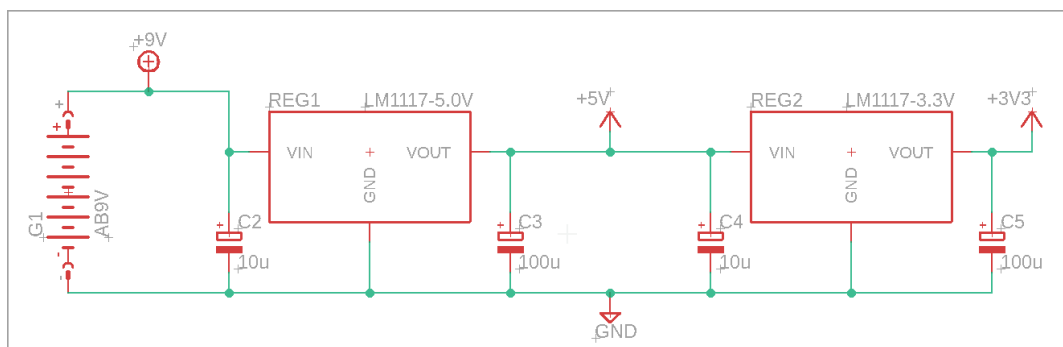 +9V
REG1 LM1117-5.0V
+5V
REG2 LM1117-3.3V
+3V3
VIN GND VOUT
VIN GND VOUT
G1 AB9V
C2
10u
C3
100u
C4
10u
C5
100u
GND